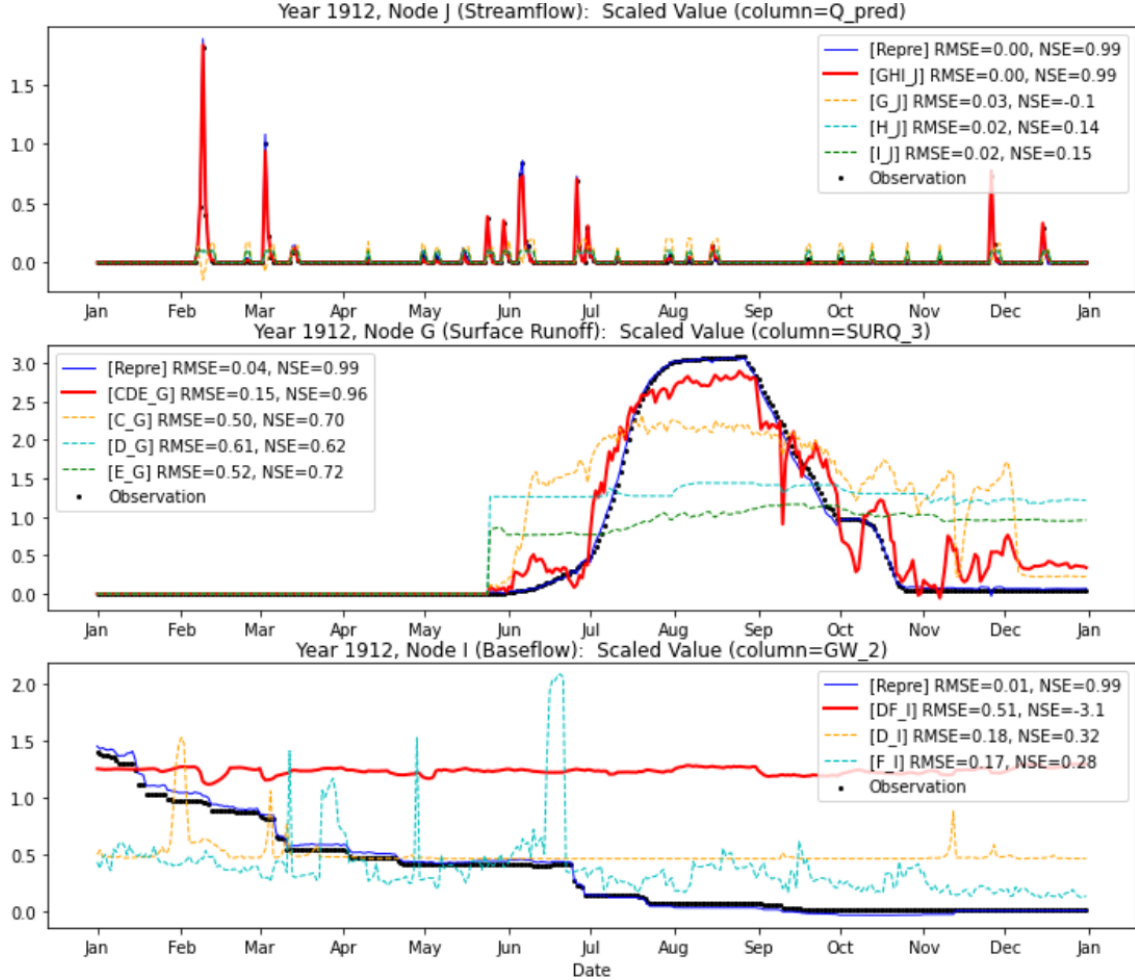 Year 1912, Node J (Streamflow): Scaled Value (column=Q_pred)
[Repre] RMSE=0.00, NSE=0.99
[GHI_J] RMSE=0.00, NSE=0.99
[G_J] RMSE=0.03, NSE=-0.1
[H_J] RMSE=0.02, NSE=0.14
[I_J] RMSE=0.02, NSE=0.15
Observation
1.5
1.0
0.5
0.0
Jan Feb Mar Apr May Jun Jul Aug Sep Oct Nov Dec Jan
Year 1912, Node G (Surface Runoff): Scaled Value (column=SURQ_3)
[Repre] RMSE=0.04, NSE=0.99
[CDE_G] RMSE=0.15, NSE=0.96
[C_G] RMSE=0.50, NSE=0.70
[D_G] RMSE=0.61, NSE=0.62
[E_G] RMSE=0.52, NSE=0.72
Observation
3.0
2.5
2.0
1.5
1.0
0.5
0.0
Jan Feb Mar Apr May Jun Jul Aug Sep Oct Nov Dec Jan
Year 1912, Node I (Baseflow): Scaled Value (column=GW_2)
[Repre] RMSE=0.01, NSE=0.99
[DF_I] RMSE=0.51, NSE=-3.1
[D_I] RMSE=0.18, NSE=0.32
[F_I] RMSE=0.17, NSE=0.28
Observation
2.0
1.5
1.0
0.5
0.0
Jan Feb Mar Apr May Jun Jul Aug Sep Oct Nov Dec Jan
Date